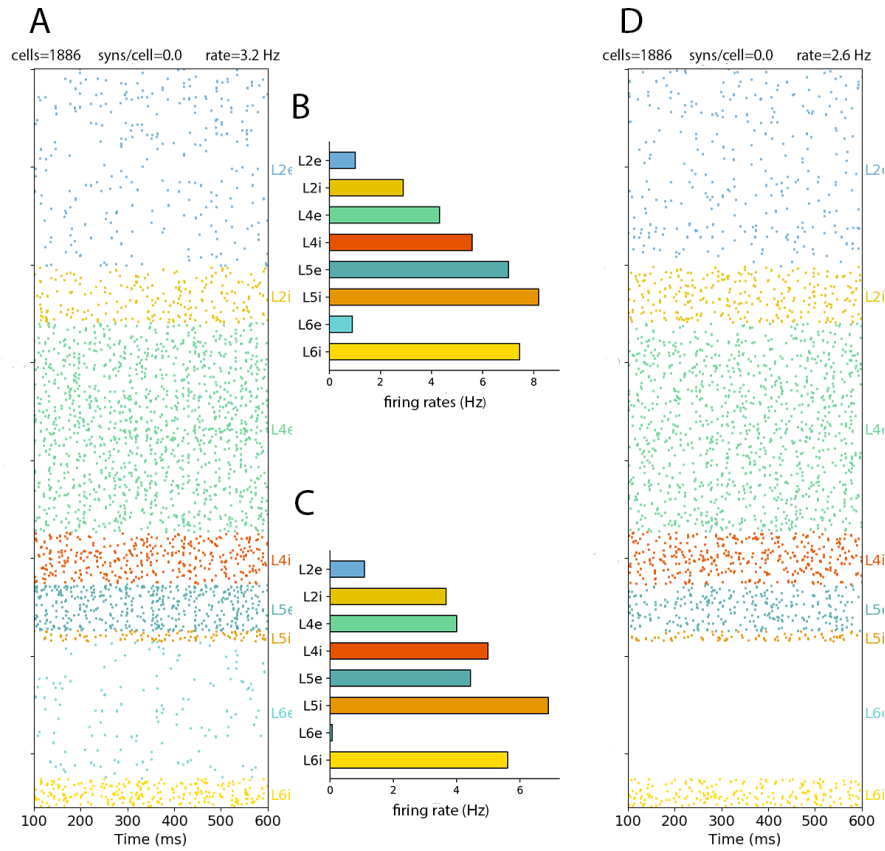 A
cells=1886 syns/cell=0.0 rate=3.2 Hz
L2e
L2i
L4e
L4i
L5e
L5i
L6e
L6i
100 200 300 400 500 600
Time (ms)
B
L2e
L2i
L4e
L4i
L5e
L5i
L6e
L6i
0 2 4 6 8
firing rates (Hz)
C
L2e
L2i
L4e
L4i
L5e
L5i
L6e
L6i
0 2 4 6
firing rate (Hz)
D
cells=1886 syns/cell=0.0 rate=2.6 Hz
L2e
L2i
L4e
L4i
L5e
L5i
L6e
L6i
100 200 300 400 500 600
Time (ms)